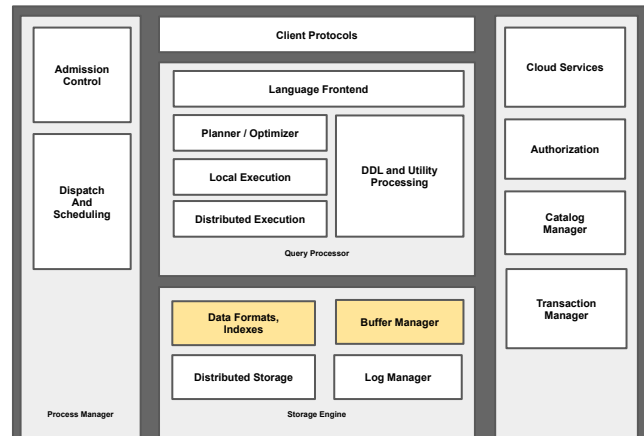 Admission
Control
Dispatch
And
Scheduling
Process Manager
Client Protocols
Language Frontend
Planner / Optimizer
Local Execution
Distributed Execution
DDL and Utility
Processing
Query Processor
Data Formats,
Indexes
Buffer Manager
Distributed Storage
Log Manager
Storage Engine
Cloud Services
Authorization
Catalog
Manager
Transaction
Manager